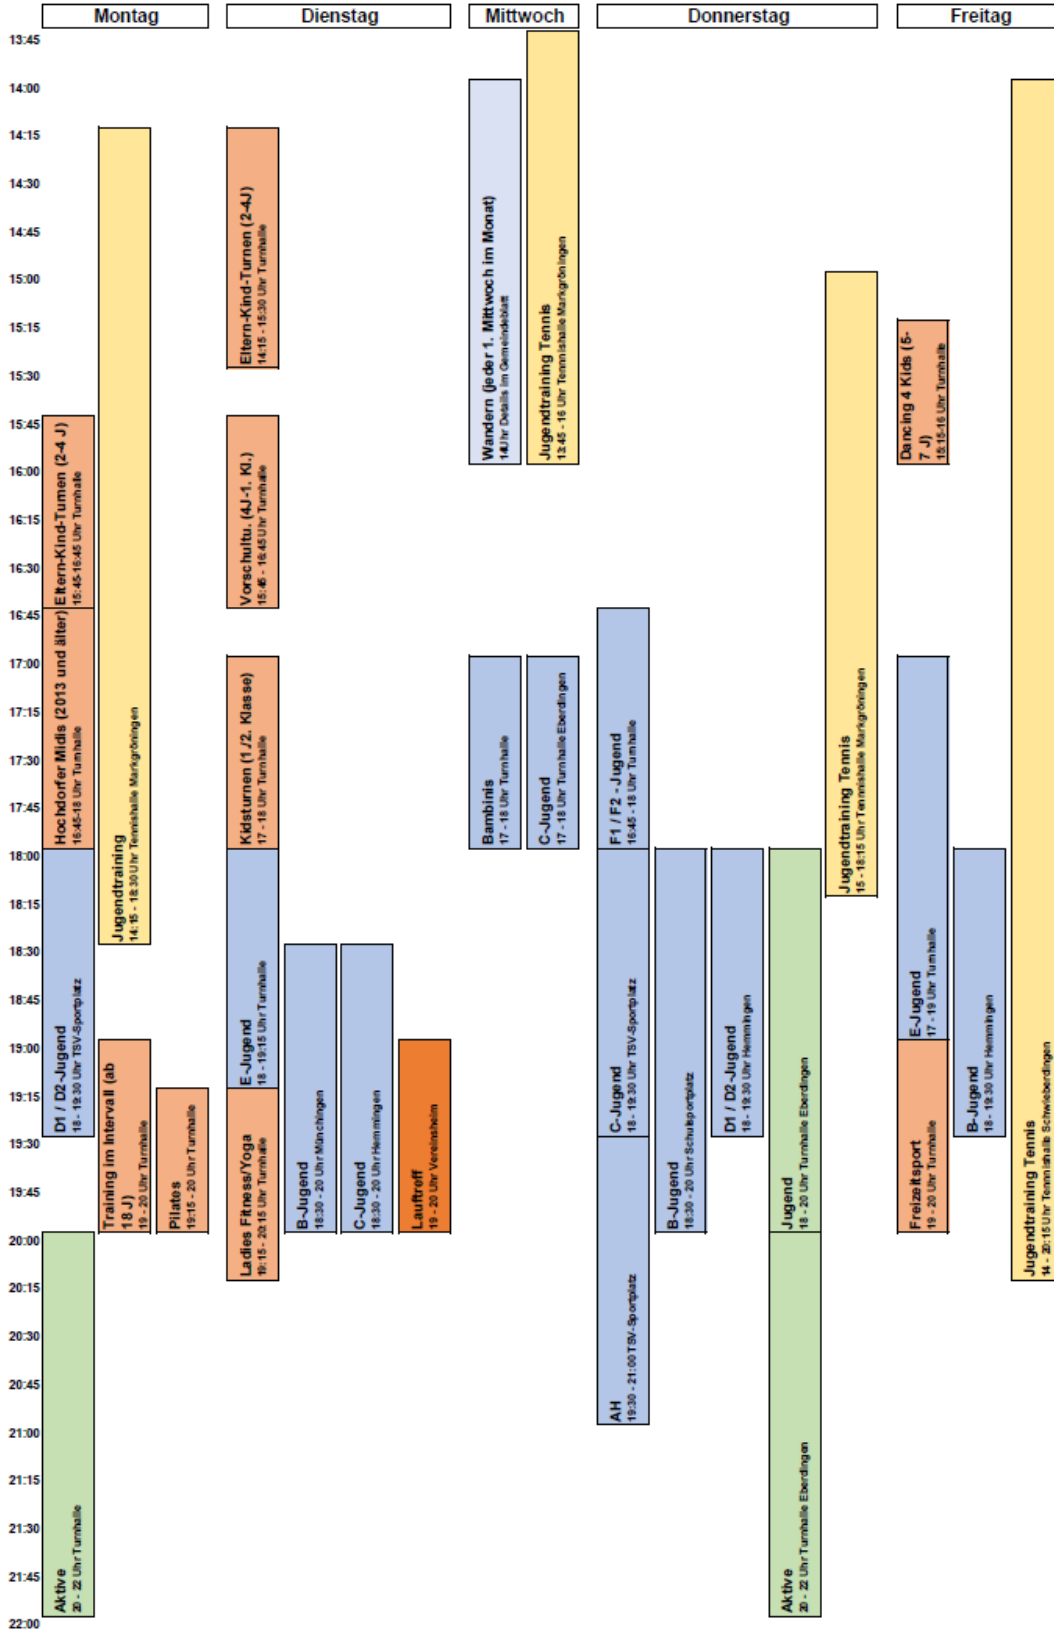 Montag
Dienstag
Mittwoch
Donnerstag
Freitag
13:45
14:00
14:15
14:30
14:45
15:00
15:15
15:30
15:45
16:00
16:15
16:30
16:45
17:00
17:15
17:30
17:45
18:00
18:15
18:30
18:45
19:00
19:15
19:30
19:45
20:00
20:15
20:30
20:45
21:00
21:15
21:30
21:45
22:00
Eltern-Kind-Turnen (2-4 J)
15:45-16:45 Uhr Turnhalle
Hochdorfer Midis (2013 und älter)
16:45-18 Uhr Turnhalle
D1 / D2-Jugend
18 - 19:30 Uhr TSV-Sportplatz
Aktive
20 - 22 Uhr Turnhalle
Jugendtraining
14:15 - 18:30 Uhr Tennishalle Markgröningen
Training im Intervall (ab
18 J)
19 - 20 Uhr Turnhalle
Pilates
19:15 - 20 Uhr Turnhalle
Eltern-Kind-Turnen (2-4J)
14:15 - 15:30 Uhr Turnhalle
Vorschultu. (4J-1. Kl.)
15:45 - 16:45 Uhr Turnhalle
Kidsturnen (1 /2. Klasse)
17 - 18 Uhr Turnhalle
E-Jugend
18 - 19:15 Uhr Turnhalle
Ladies Fitness/Yoga
19:15 - 20:15 Uhr Turnhalle
B-Jugend
18:30 - 20 Uhr Münchingen
C-Jugend
18:30 - 20 Uhr Hemmingen
Lauftreff
19 - 20 Uhr Vereinsheim
Wandern (jeder 1. Mittwoch im Monat)
14Uhr Details im Gemeindeblatt
Jugendtraining Tennis
13:45 - 16 Uhr Tennnishalle Markgröningen
Bambinis
17 - 18 Uhr Turnhalle
C-Jugend
17 - 18 Uhr Turnhalle Eberdingen
F1 / F2 - Jugend
16:45 - 18 Uhr Turnhalle
C-Jugend
18 - 19:30 Uhr TSV-Sportplatz
AH
19:30 - 21:00 TSV-Sportplatz
B-Jugend
18:30 - 20 Uhr Schulsportplatz
D1 / D2-Jugend
18 - 19:30 Uhr Hemmingen
Jugend
18 - 20 Uhr Turnhalle Eberdingen
Aktive
20 - 22 Uhr Turnhalle Eberdingen
Jugendtraining Tennis
15 - 18:15 Uhr Tennnishalle Markgröningen
Dancing 4 Kids (5-
7 J)
15:15-16 Uhr Turnhalle
E-Jugend
17 - 19 Uhr Turnhalle
Freizeitsport
19 - 20 Uhr Turnhalle
B-Jugend
18 - 19:30 Uhr Hemmingen
Jugendtraining Tennis
14 - 20:15 Uhr Tennnishalle Schwieberdingen